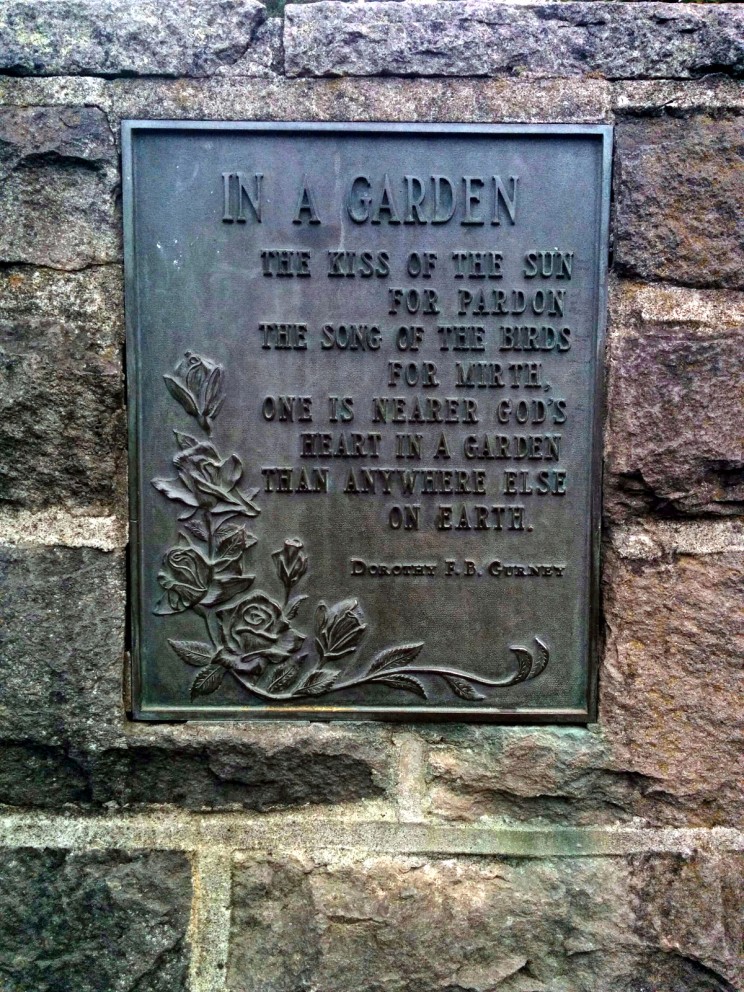 IN A GARDEN
THE KISS OF THE SUN
FOR PARDON
THE SONG OF THE BIRDS
FOR MIRTH,
ONE IS NEARER GOD'S
HEART IN A GARDEN
THAN ANYWHERE ELSE
ON EARTH.
DOROTHY F. B. GURNEY